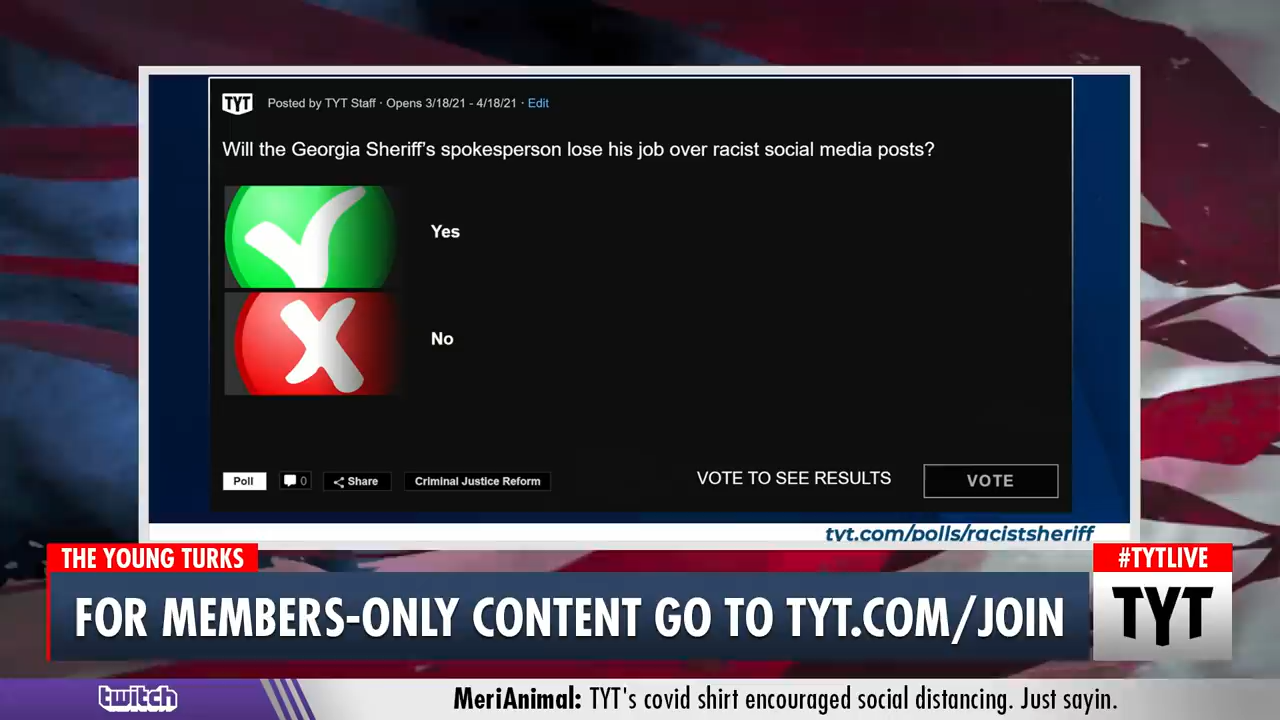 TYT Posted by TYT Staff · Opens 3/18/21 - 4/18/21 · Edit
Will the Georgia Sheriff's spokesperson lose his job over racist social media posts?
Yes
No
Poll 0 Share Criminal Justice Reform VOTE TO SEE RESULTS VOTE
tyt.com/polls/racistsheriff
THE YOUNG TURKS #TYTLIVE
FOR MEMBERS-ONLY CONTENT GO TO TYT.COM/JOIN TYT
twitch MeriAnimal: TYT's covid shirt encouraged social distancing. Just sayin.